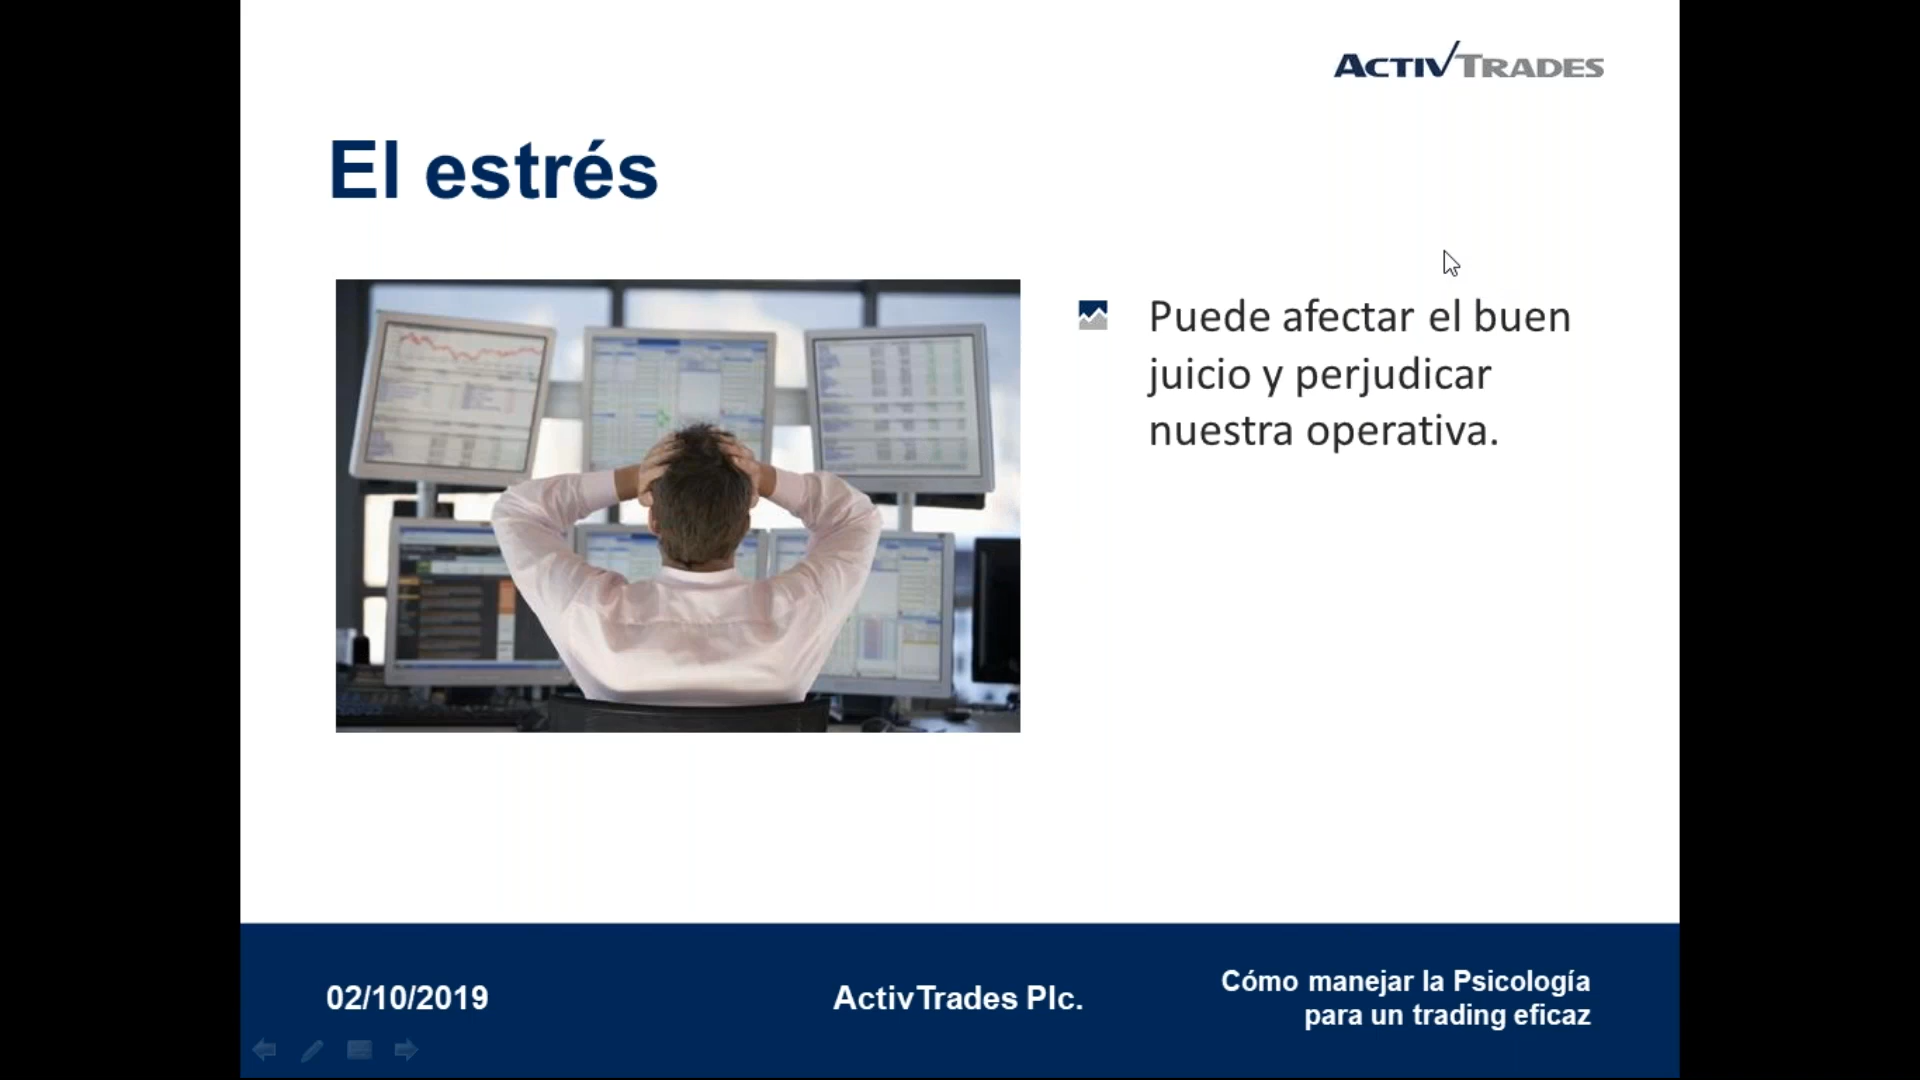 ACTIVTRADES
El estrés
Puede afectar el buen
juicio y perjudicar
nuestra operativa.
02/10/2019
ActivTrades Plc.
Cómo manejar la Psicología
para un trading eficaz